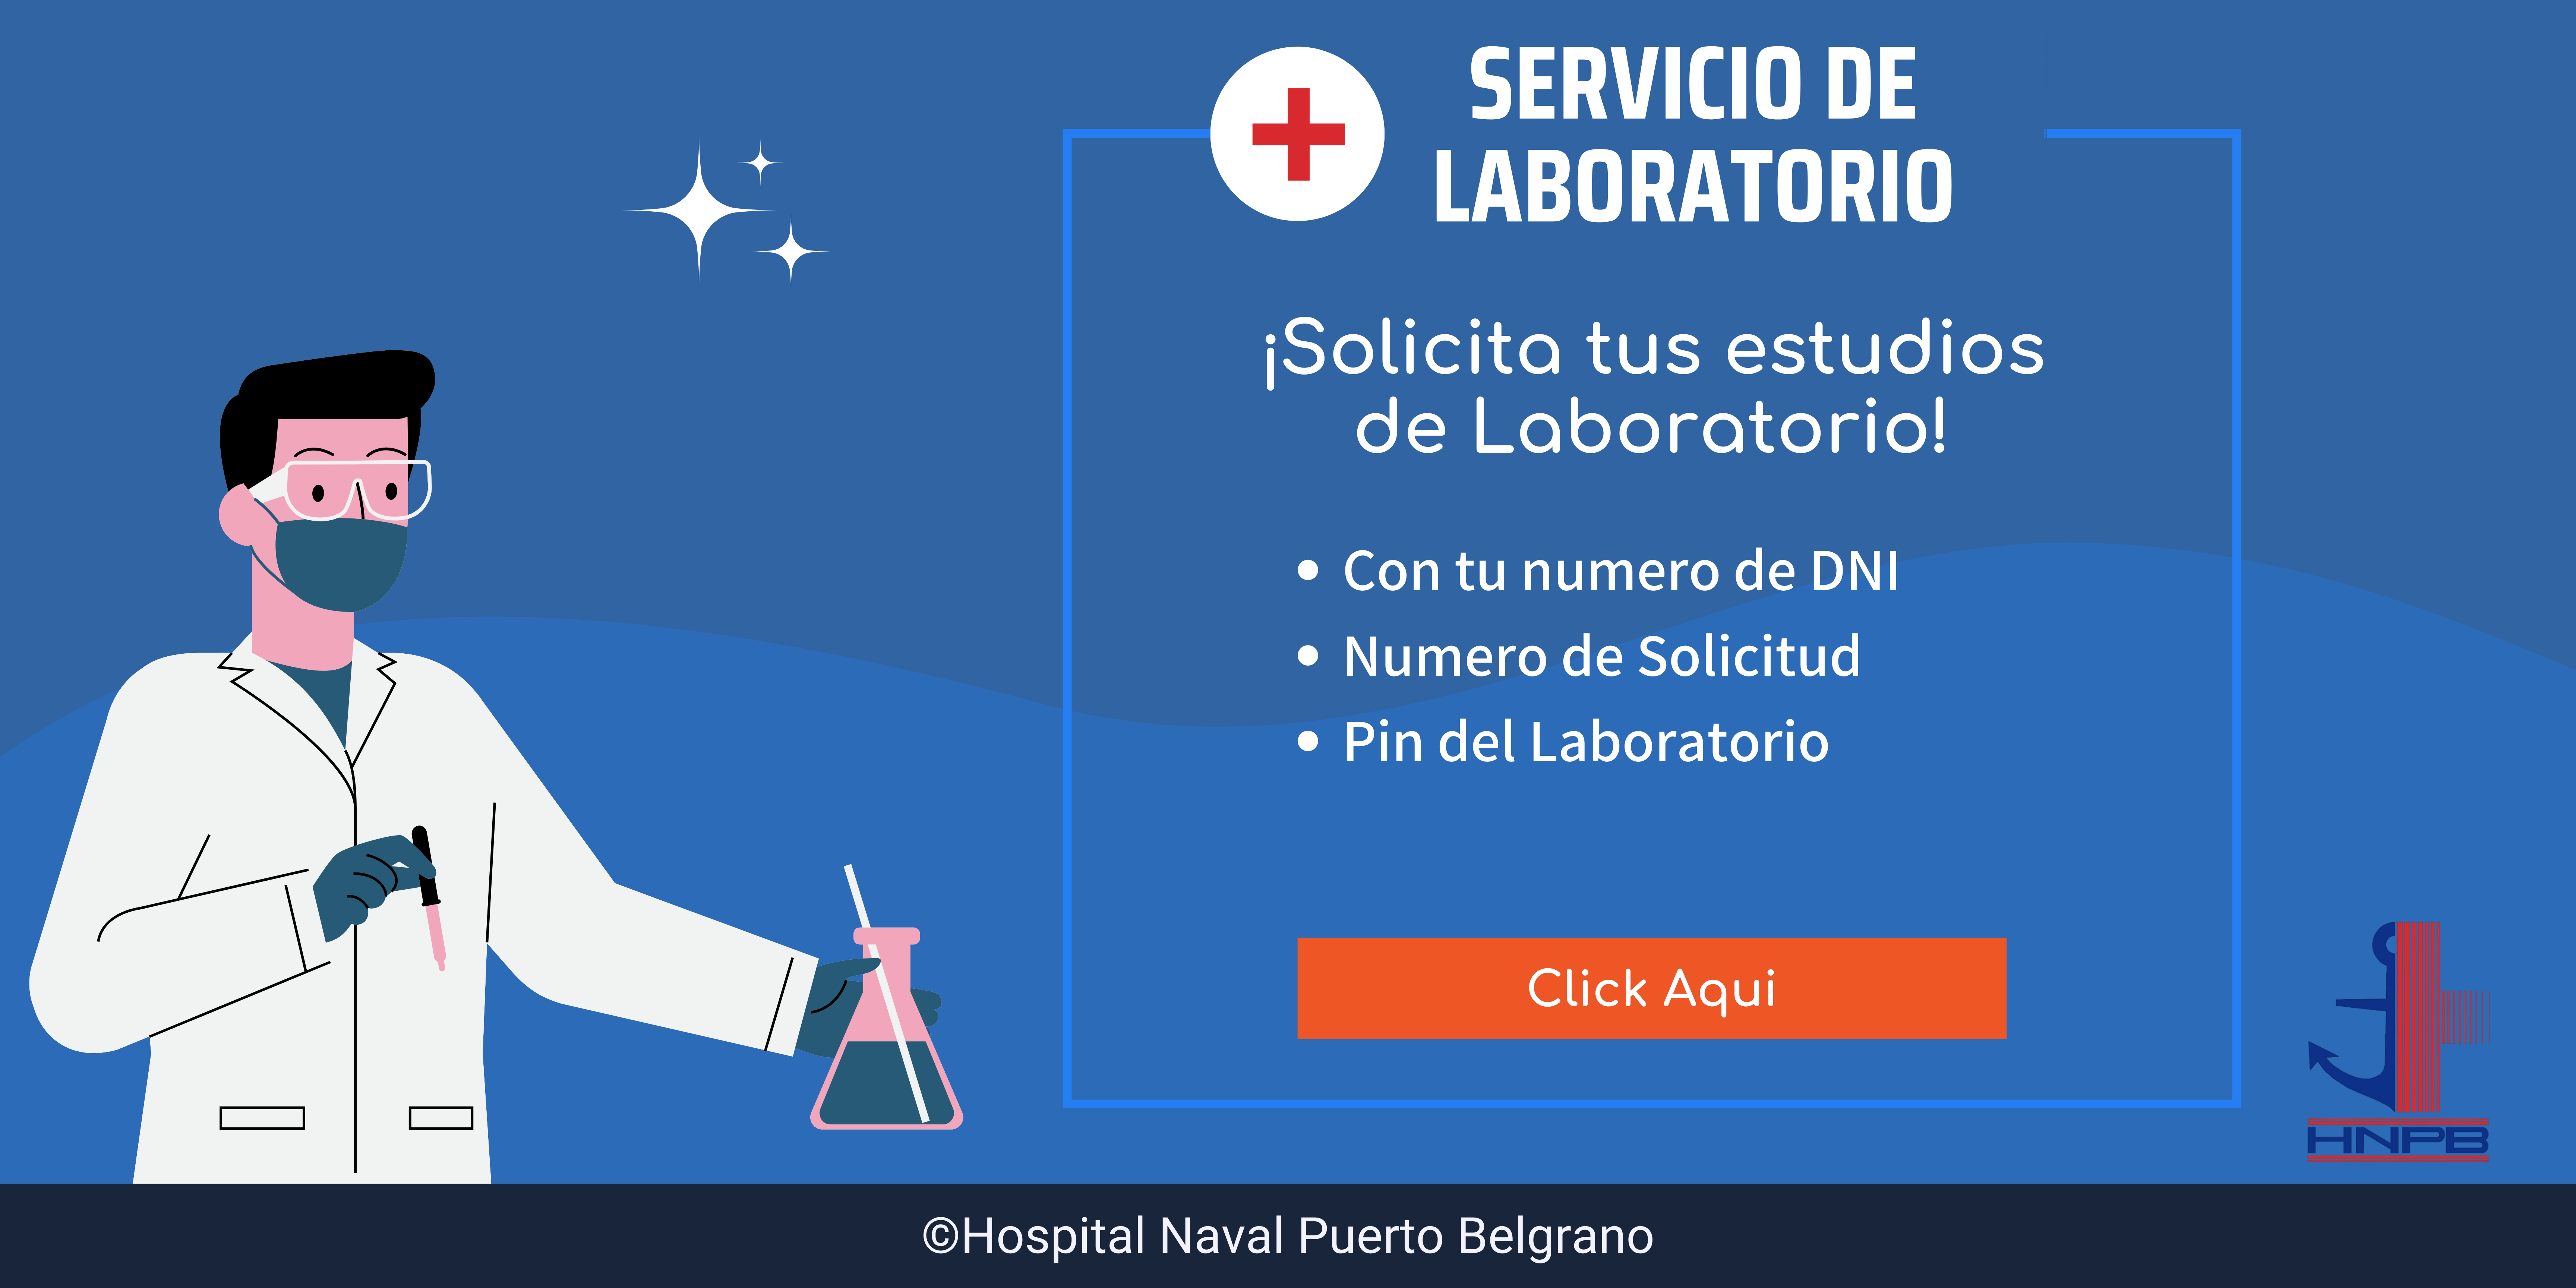 SERVICIO DE
LABORATORIO
¡Solicita tus estudios
de Laboratorio!
• Con tu numero de DNI
• Numero de Solicitud
• Pin del Laboratorio
Click Aqui
HNPB
©Hospital Naval Puerto Belgrano